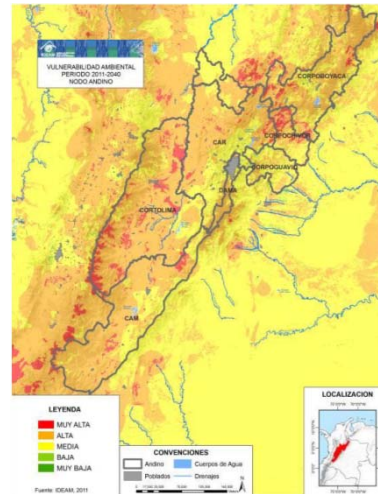 IDEAM
VULNERABILIDAD AMBIENTAL
PERIODO 2011-2040
NODO ANDINO
CORPOBOYACA
CORPOCHIVOR
CAR
CORPOGUAVIO
DAMA
CORTOLIMA
CAM
LEYENDA
MUY ALTA
ALTA
MEDIA
BAJA
MUY BAJA
Fuente: IDEAM, 2011
CONVENCIONES
Andino
Cuerpos de Agua
Poblados
Drenajes
LOCALIZACION